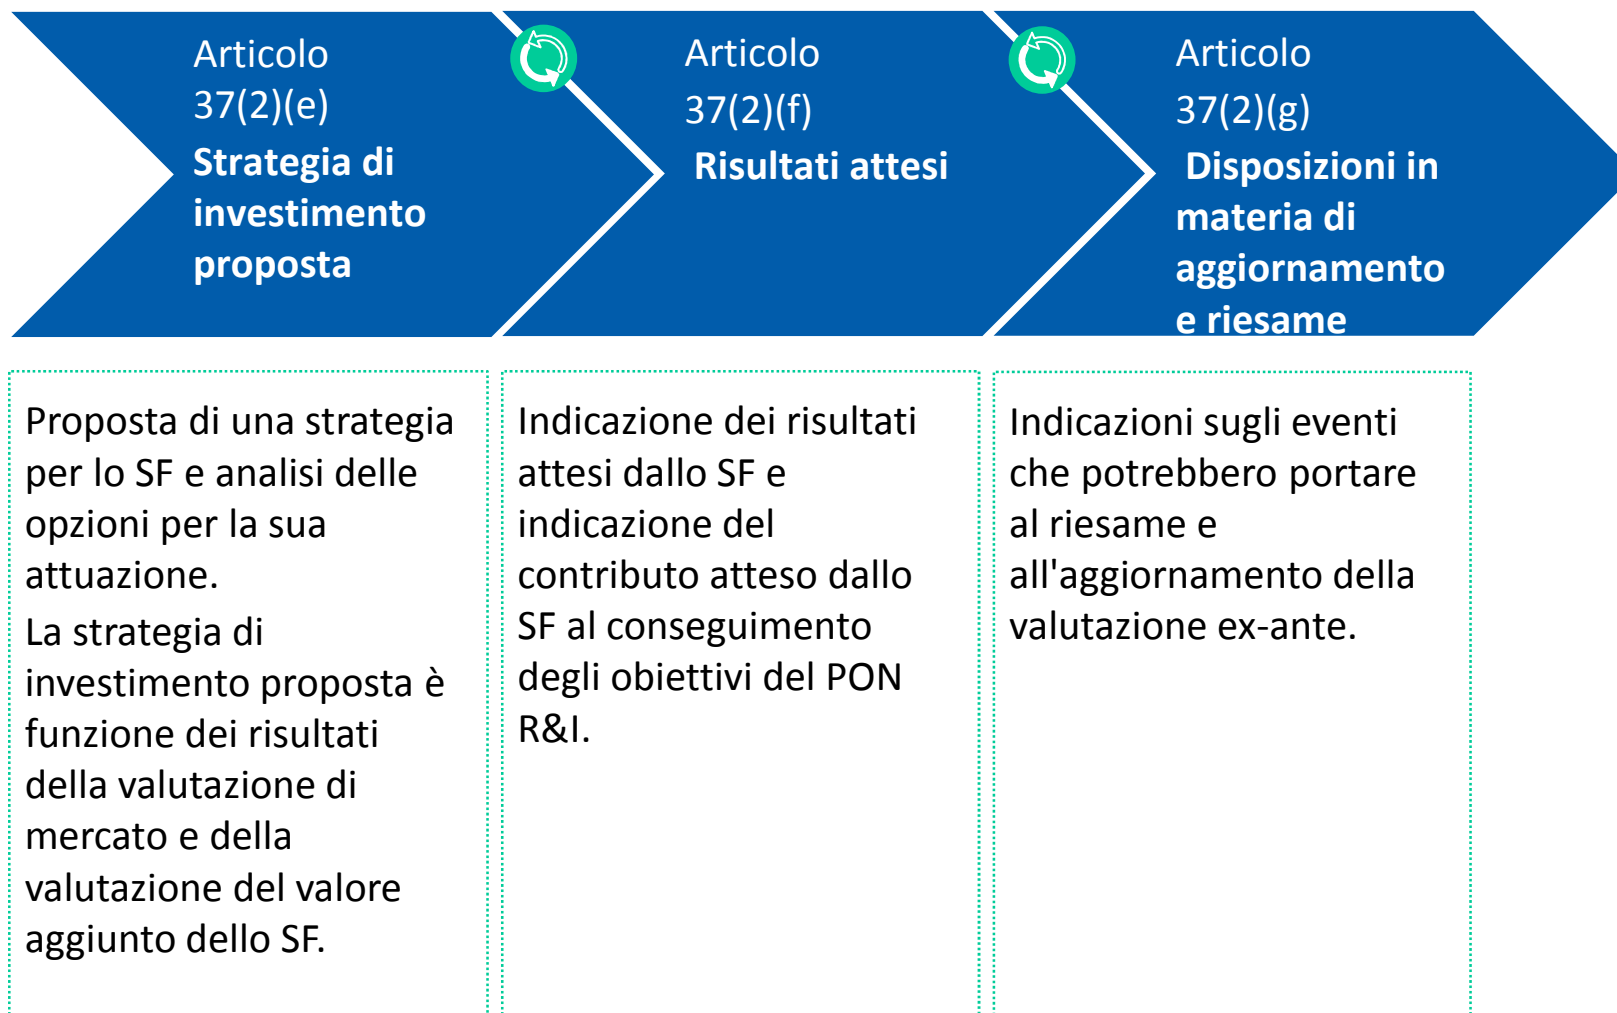 Articolo
37(2)(e)
Strategia di
investimento
proposta
Articolo
37(2)(f)
Risultati attesi
Articolo
37(2)(g)
Disposizioni in
materia di
aggiornamento
e riesame
Proposta di una strategia
per lo SF e analisi delle
opzioni per la sua
attuazione.
La strategia di
investimento proposta è
funzione dei risultati
della valutazione di
mercato e della
valutazione del valore
aggiunto dello SF.
Indicazione dei risultati
attesi dallo SF e
indicazione del
contributo atteso dallo
SF al conseguimento
degli obiettivi del PON
R&I.
Indicazioni sugli eventi
che potrebbero portare
al riesame e
all'aggiornamento della
valutazione ex-ante.